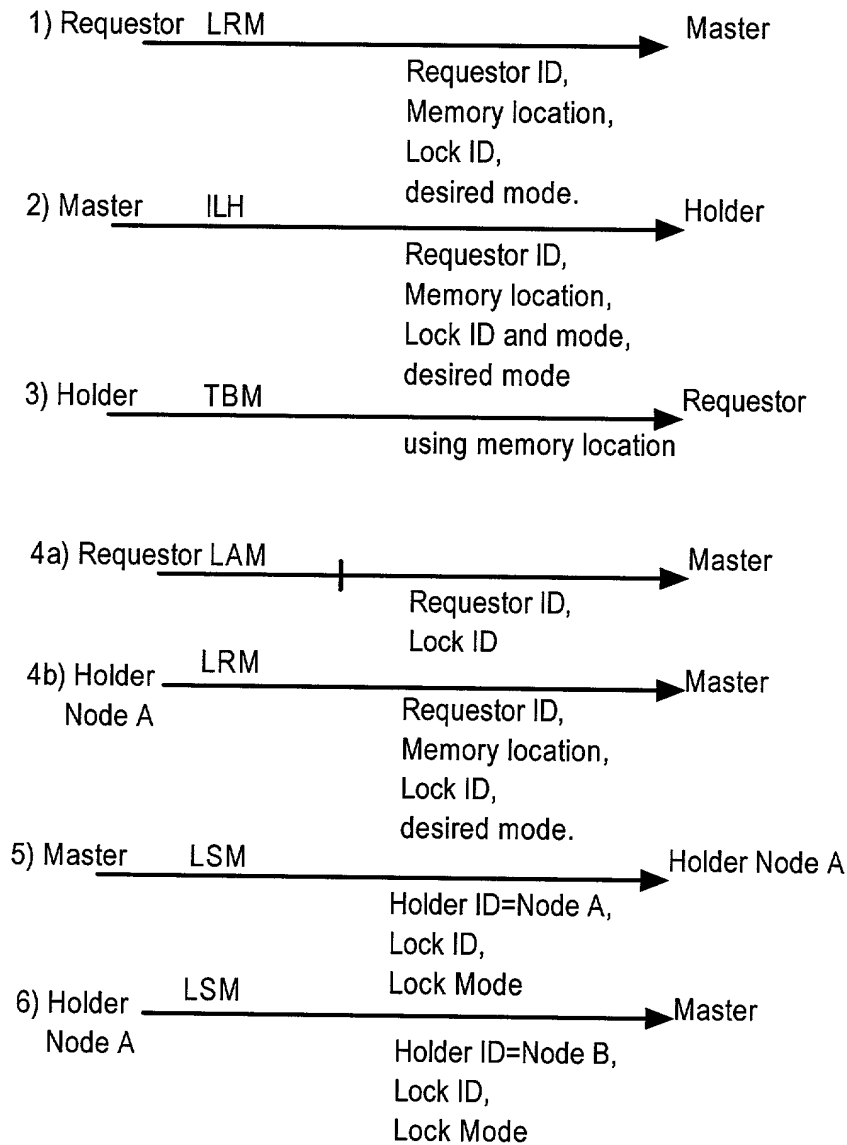 1) Requestor LRM Master
Requestor ID,
Memory location,
Lock ID,
desired mode.
2) Master ILH Holder
Requestor ID,
Memory location,
Lock ID and mode,
desired mode
3) Holder TBM Requestor
using memory location
4a) Requestor LAM Master
Requestor ID,
Lock ID
4b) Holder LRM Master
Node A
Requestor ID,
Memory location,
Lock ID,
desired mode.
5) Master LSM Holder Node A
Holder ID=Node A,
Lock ID,
Lock Mode
6) Holder LSM Master
Node A
Holder ID=Node B,
Lock ID,
Lock Mode